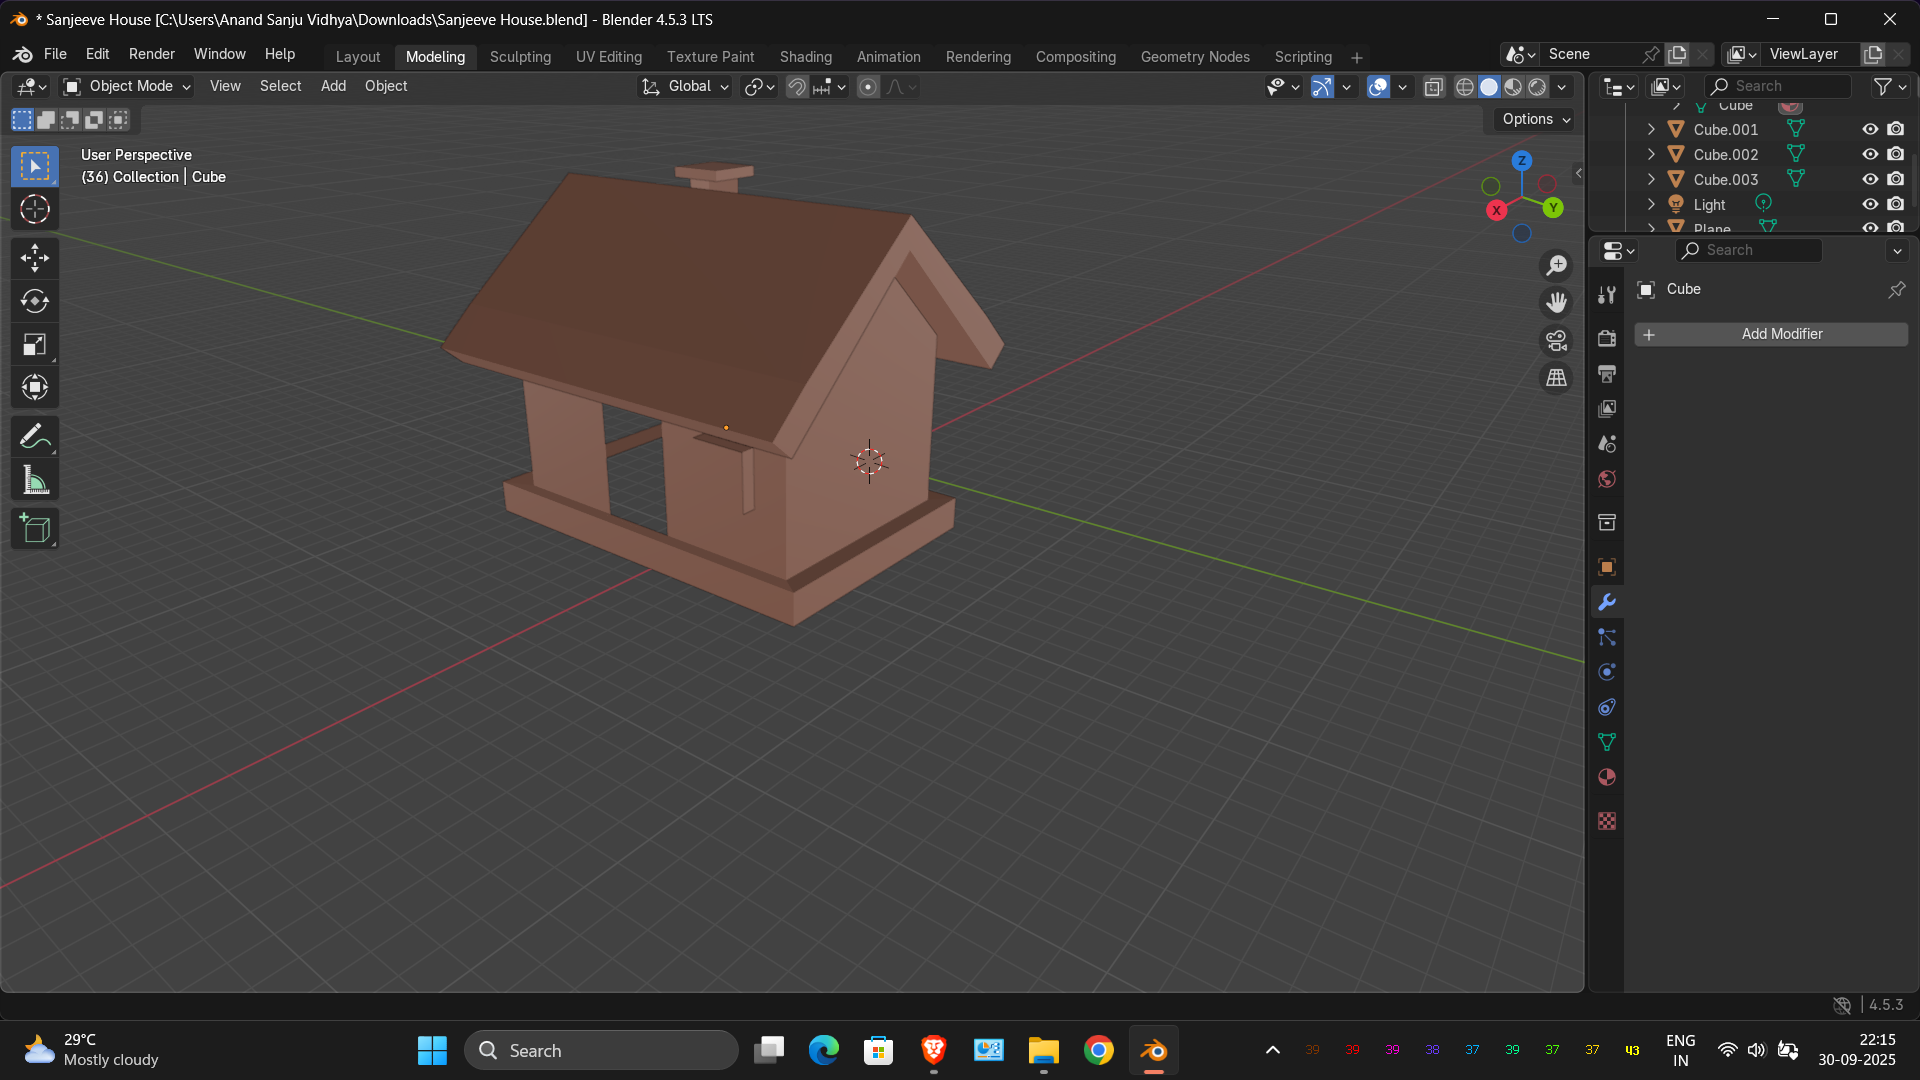 * Sanjeeve House [C:\Users\Anand Sanju Vidhya\Downloads\Sanjeeve House.blend] - Blender 4.5.3 LTS
File Edit Render Window Help Layout Modeling Sculpting UV Editing Texture Paint Shading Animation Rendering Compositing Geometry Nodes Scripting + Scene ViewLayer
Object Mode View Select Add Object Global Search
Options
User Perspective
(36) Collection | Cube
Z
X
Y
Cube
Cube.001
Cube.002
Cube.003
Light
Plane
Search
Cube
+ Add Modifier
4.5.3
29°C
Mostly cloudy
Search
39 39 39 38 37 39 37 37 43
ENG
IN
22:15
30-09-2025